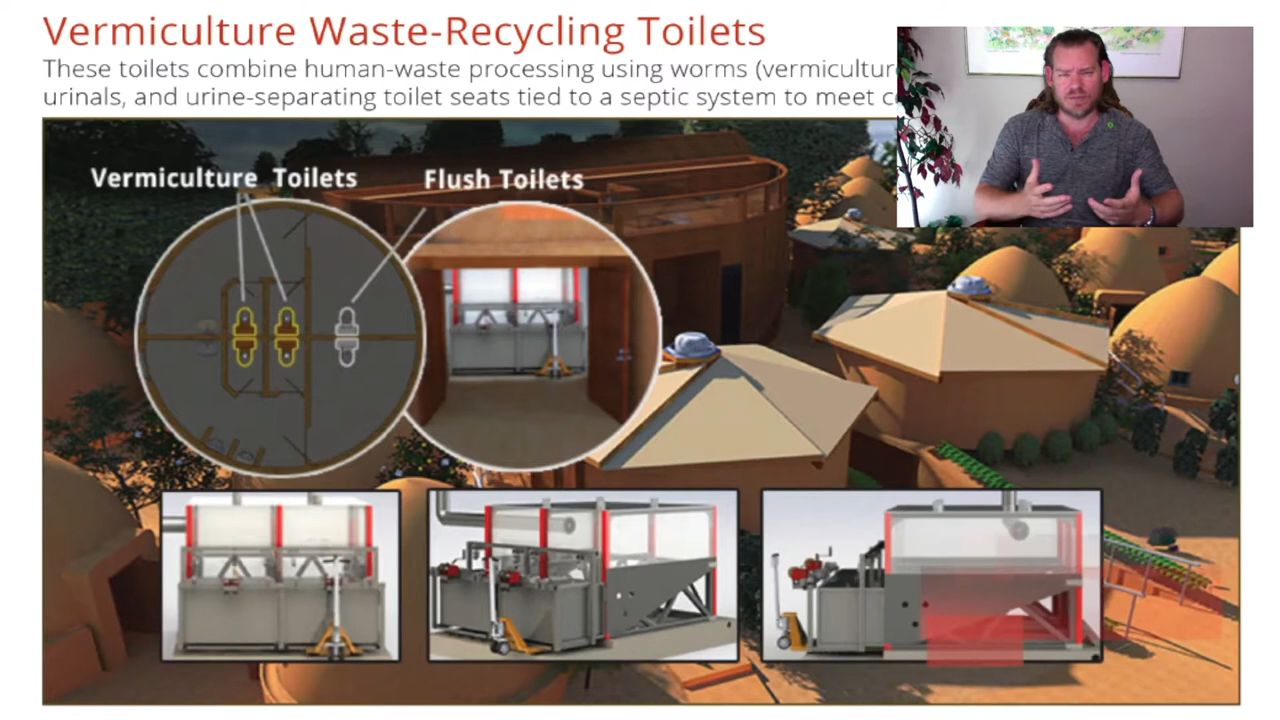 Vermiculture Waste-Recycling Toilets
These toilets combine human-waste processing using worms (vermiculture
urinals, and urine-separating toilet seats tied to a septic system to meet
Vermiculture Toilets
Flush Toilets